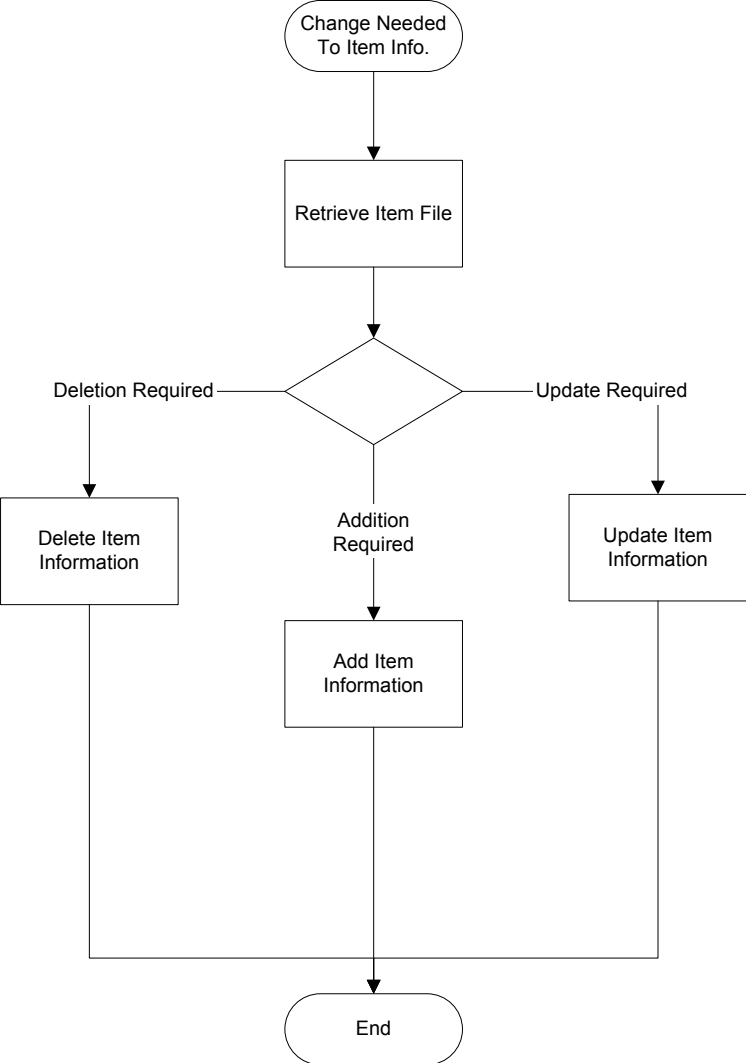 Change Needed
To Item Info.
Retrieve Item File
Deletion Required
Update Required
Addition
Required
Delete Item
Information
Update Item
Information
Add Item
Information
End